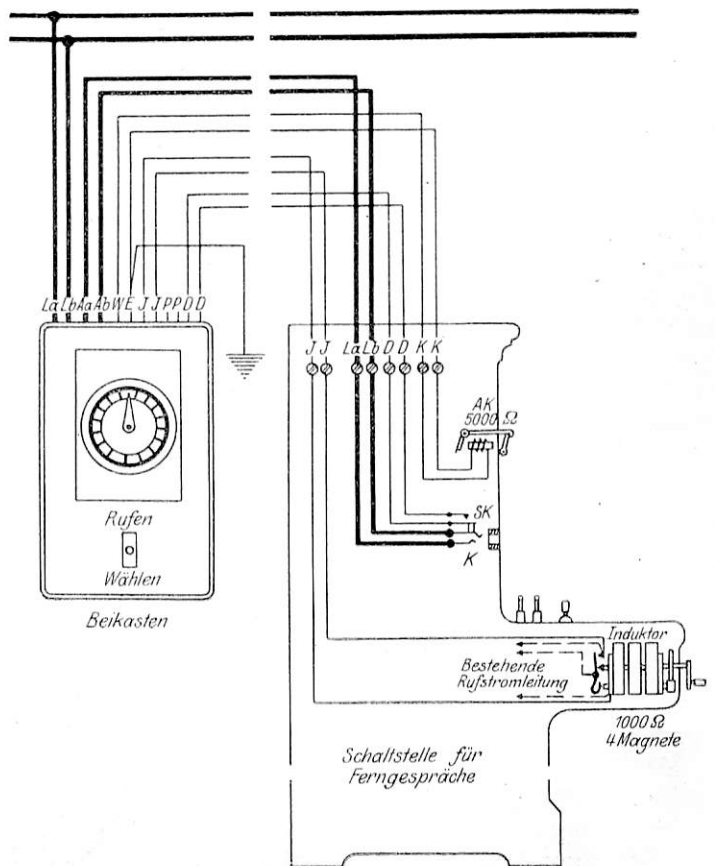 La Lb Aa Ab W E J J P P D D
Rufen
Wählen
Beikasten
J J La Lb D D K K
AK
5000 Ω
SK
K
Induktor
Bestehende
Rufstromleitung
1000 Ω
4 Magnete
Schaltstelle für
Ferngespräche